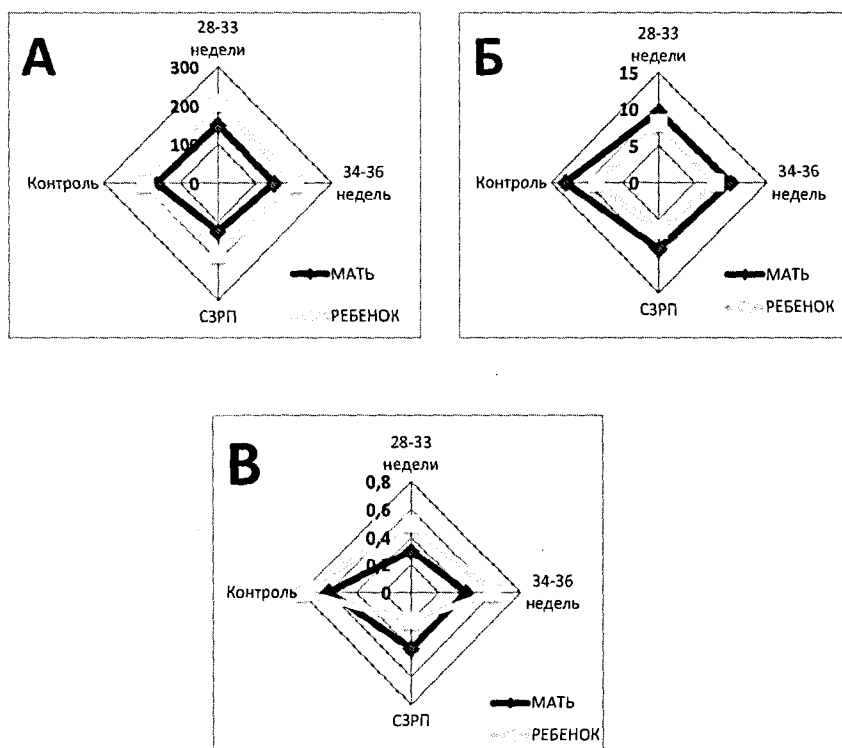 А
28-33
недели
300
200
100
0
Контроль
34-36
недель
СЗРП
МАТЬ
РЕБЕНОК
Б
28-33
недели
15
10
5
0
Контроль
34-36
недель
СЗРП
МАТЬ
РЕБЕНОК
В
28-33
недели
0,8
0,6
0,4
0,2
0
Контроль
34-36
недель
СЗРП
МАТЬ
РЕБЕНОК